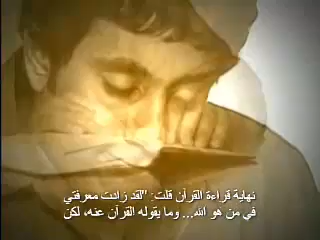 نهاية قراءة القرآن قلت: "لقد زادت معرفتي
في من هو الله... وما يقوله القرآن عنه، لكن